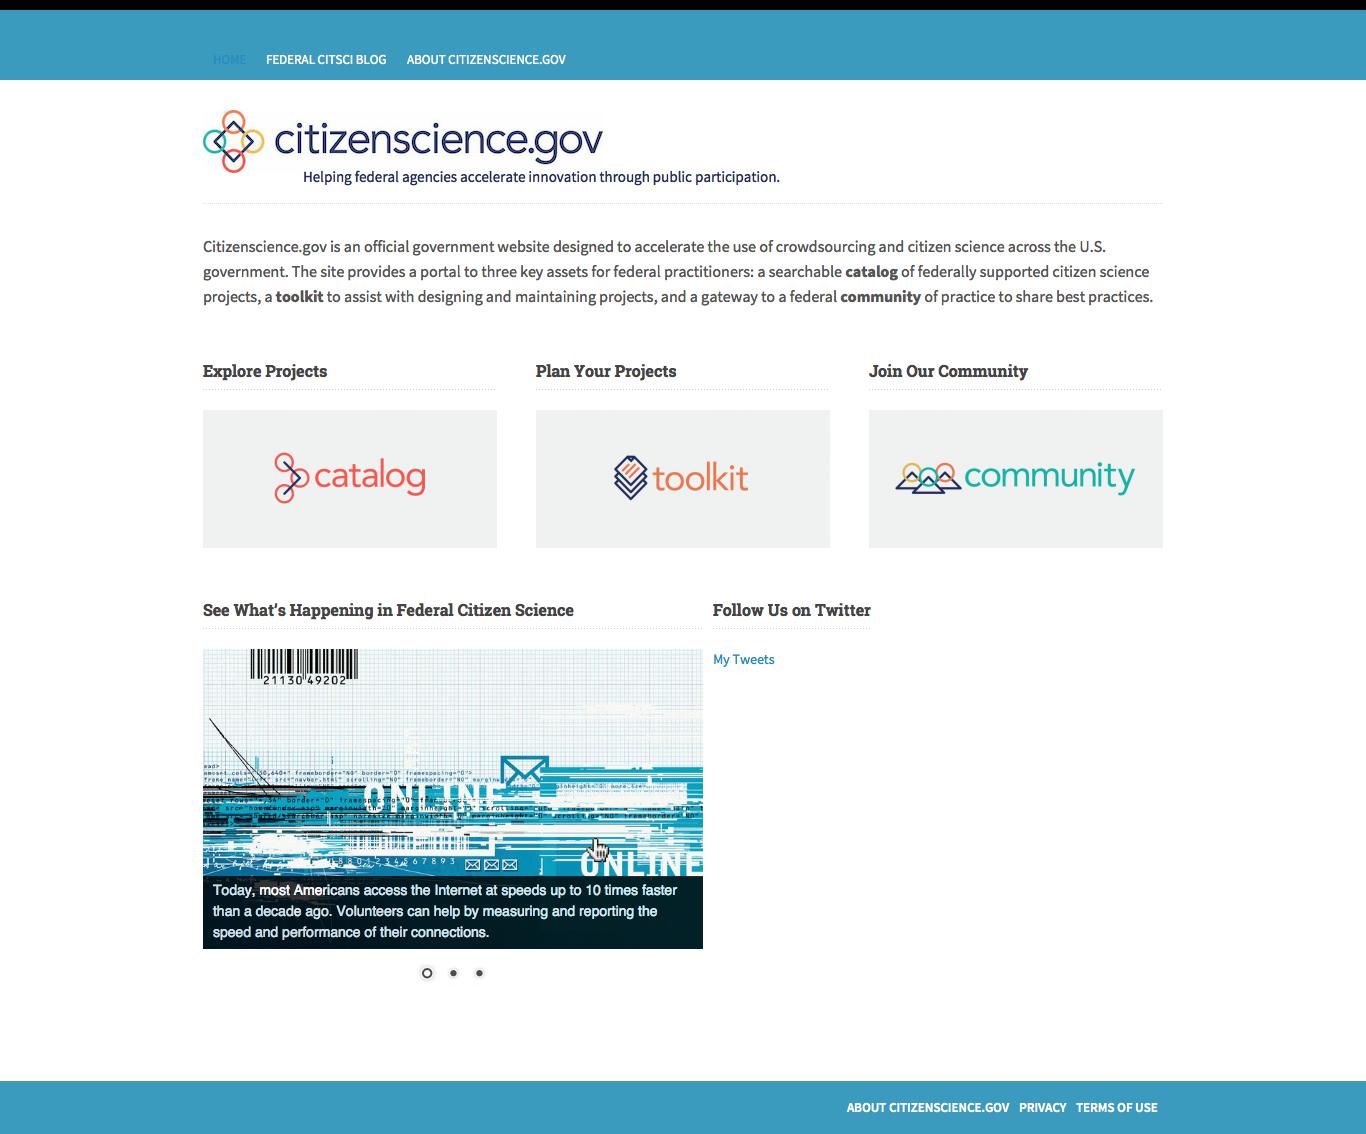 HOME FEDERAL CITSCI BLOG ABOUT CITIZENSCIENCE.GOV
citizenscience.gov
Helping federal agencies accelerate innovation through public participation.
Citizenscience.gov is an official government website designed to accelerate the use of crowdsourcing and citizen science across the U.S.
government. The site provides a portal to three key assets for federal practitioners: a searchable catalog of federally supported citizen science
projects, a toolkit to assist with designing and maintaining projects, and a gateway to a federal community of practice to share best practices.
Explore Projects
Plan Your Projects
Join Our Community
catalog
toolkit
community
See What's Happening in Federal Citizen Science
Follow Us on Twitter
My Tweets
21130 49202
ONLINE
ONLINE
Today, most Americans access the Internet at speeds up to 10 times faster
than a decade ago. Volunteers can help by measuring and reporting the
speed and performance of their connections.
ABOUT CITIZENSCIENCE.GOV PRIVACY TERMS OF USE